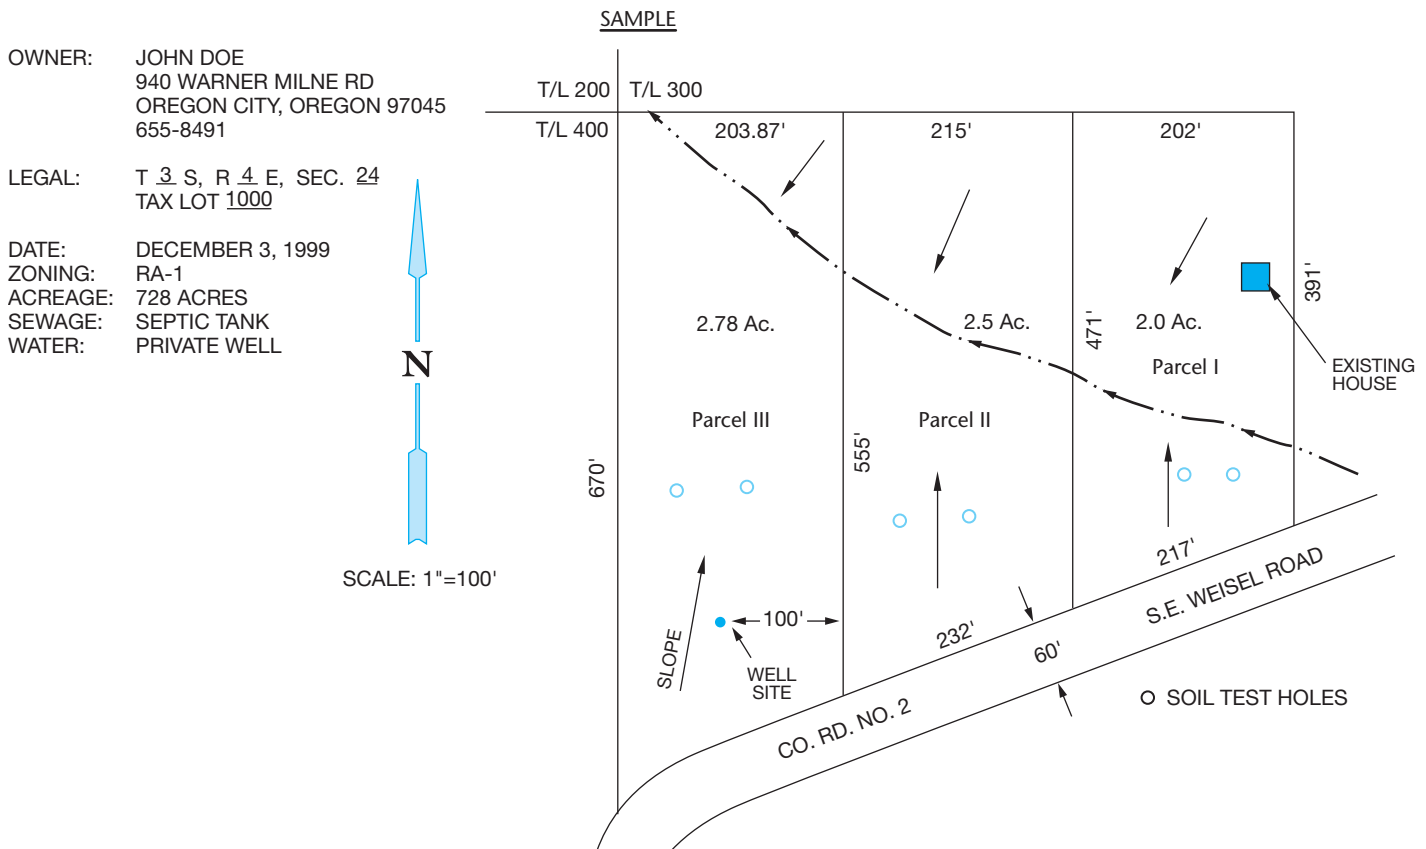 SAMPLE
OWNER: JOHN DOE
940 WARNER MILNE RD
OREGON CITY, OREGON 97045
655-8491
LEGAL: T 3 S, R 4 E, SEC. 24
TAX LOT 1000
DATE: DECEMBER 3, 1999
ZONING: RA-1
ACREAGE: 728 ACRES
SEWAGE: SEPTIC TANK
WATER: PRIVATE WELL
N
SCALE: 1"=100'
T/L 200 T/L 300
T/L 400
203.87'
215'
202'
391'
2.78 Ac.
2.5 Ac.
471'
2.0 Ac.
Parcel I
EXISTING
HOUSE
Parcel III
Parcel II
670'
555'
217'
S.E. WEISEL ROAD
SLOPE
100'
WELL
SITE
232'
60'
CO. RD. NO. 2
SOIL TEST HOLES